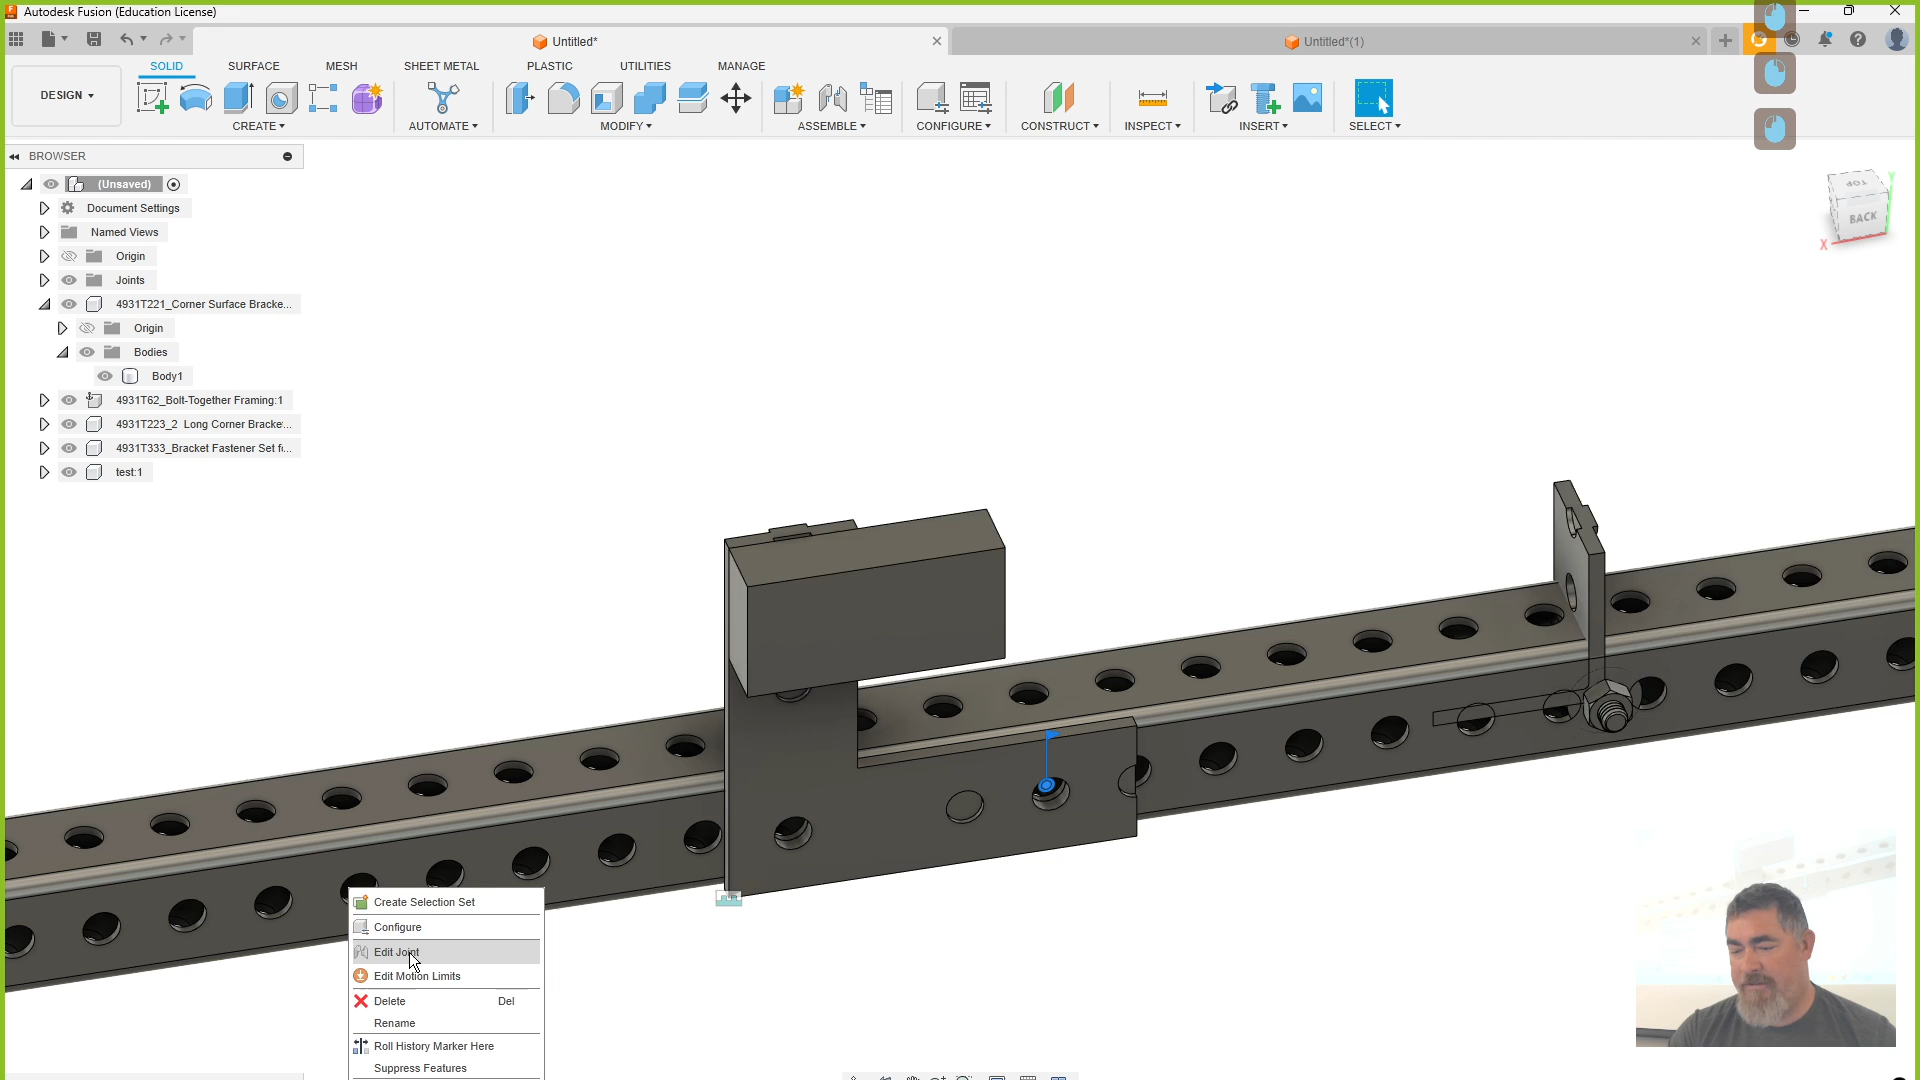 Autodesk Fusion (Education License)
Untitled*
Untitled*(1)
DESIGN
SOLID
SURFACE
MESH
SHEET METAL
PLASTIC
UTILITIES
MANAGE
CREATE
AUTOMATE
MODIFY
ASSEMBLE
CONFIGURE
CONSTRUCT
INSPECT
INSERT
SELECT
BROWSER
(Unsaved)
Document Settings
Named Views
Origin
Joints
4931T221_Corner Surface Bracke...
Origin
Bodies
Body1
4931T62_Bolt-Together Framing:1
4931T223_2 Long Corner Bracke...
4931T333_Bracket Fastener Set f...
test:1
TOP
BACK
X
Y
Create Selection Set
Configure
Edit Joint
Edit Motion Limits
Delete Del
Rename
Roll History Marker Here
Suppress Features